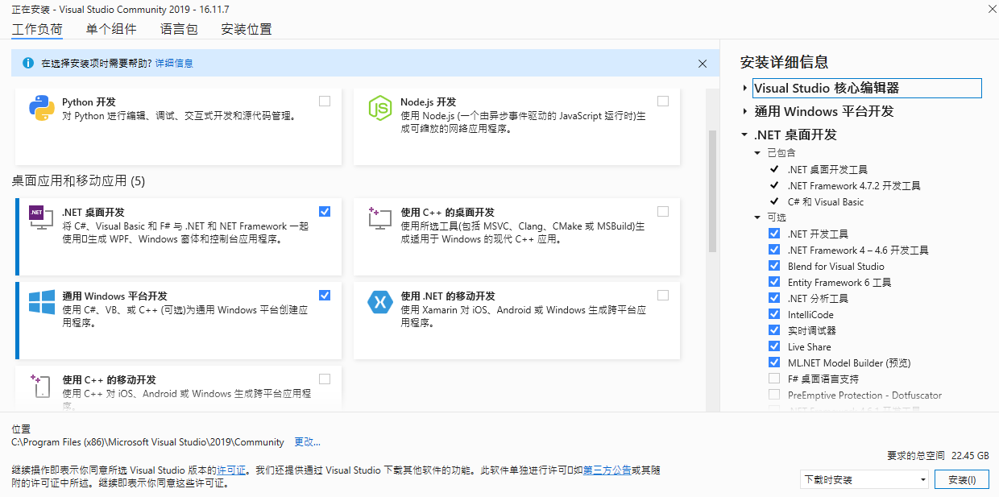 正在安装 - Visual Studio Community 2019 - 16.11.7
工作负荷 单个组件 语言包 安装位置
在选择安装项时需要帮助? 详细信息
Python 开发
对 Python 进行编辑、调试、交互式开发和源代码管理。
Node.js 开发
使用 Node.js (一个由异步事件驱动的 JavaScript 运行时)生
成可缩放的网络应用程序。
桌面应用和移动应用 (5)
.NET
.NET 桌面开发
将 C#、Visual Basic 和 F# 与 .NET 和 NET Framework 一起
使用,生成 WPF、Windows 窗体和控制台应用程序。
使用 C++ 的桌面开发
使用所选工具(包括 MSVC、Clang、CMake 或 MSBuild)生
成适用于 Windows 的现代 C++ 应用。
通用 Windows 平台开发
使用 C#、VB、或 C++ (可选)为通用 Windows 平台创建应
用程序。
使用 .NET 的移动开发
使用 Xamarin 对 iOS、Android 或 Windows 生成跨平台应
用程序。
使用 C++ 的移动开发
使用 C++ 对 iOS、Android 或 Windows 生成跨平台应用程
序。
安装详细信息
Visual Studio 核心编辑器
通用 Windows 平台开发
.NET 桌面开发
已包含
.NET 桌面开发工具
.NET Framework 4.7.2 开发工具
C# 和 Visual Basic
可选
.NET 开发工具
.NET Framework 4 – 4.6 开发工具
Blend for Visual Studio
Entity Framework 6 工具
.NET 分析工具
IntelliCode
实时调试器
Live Share
ML.NET Model Builder (预览)
F# 桌面语言支持
PreEmptive Protection - Dotfuscator
位置
C:\Program Files (x86)\Microsoft Visual Studio\2019\Community 更改...
继续操作即表示你同意所选 Visual Studio 版本的许可证。我们还提供通过 Visual Studio 下载其他软件的功能。此软件单独进行许可,如第三方公告或其随
附的许可证中所述。继续即表示你同意这些许可证。
要求的总空间 22.45 GB
下载时安装
安装(I)